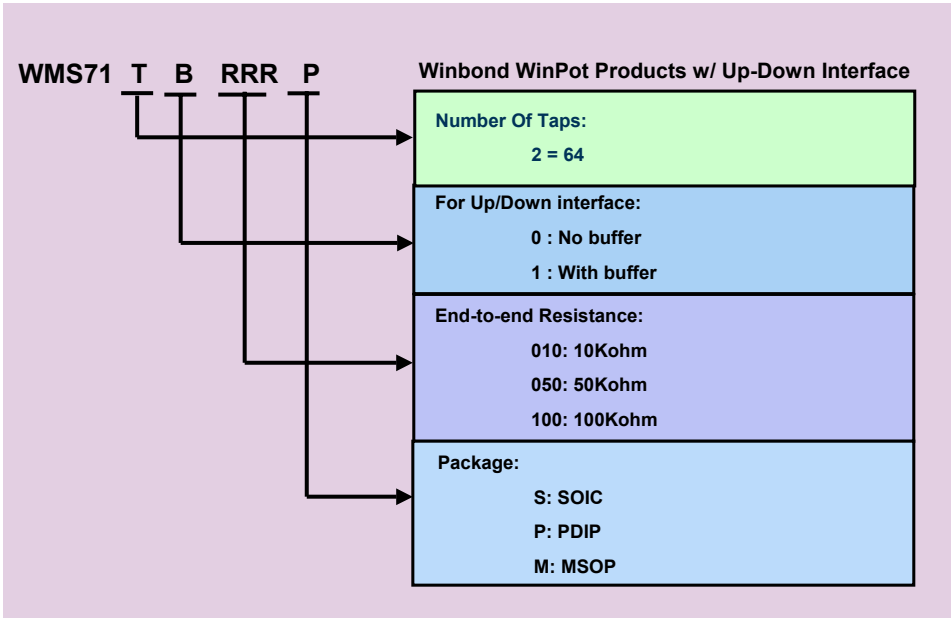 WMS71 T B RRR P
Winbond WinPot Products w/ Up-Down Interface
Number Of Taps:
2 = 64
For Up/Down interface:
0 : No buffer
1 : With buffer
End-to-end Resistance:
010: 10Kohm
050: 50Kohm
100: 100Kohm
Package:
S: SOIC
P: PDIP
M: MSOP